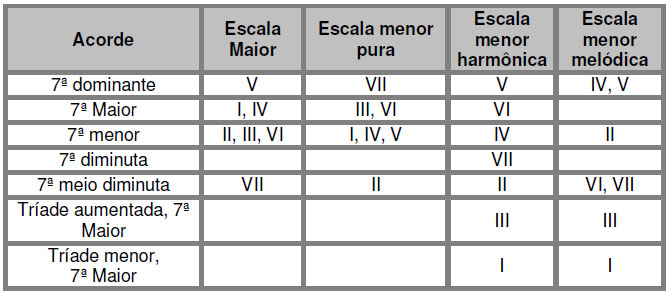 Acorde Escala Maior Escala menor pura Escala menor harmônica Escala menor melódica
7ª dominante V VII V IV, V
7ª Maior I, IV III, VI VI
7ª menor II, III, VI I, IV, V IV II
7ª diminuta VII
7ª meio diminuta VII II II VI, VII
Tríade aumentada, 7ª Maior III III
Tríade menor, 7ª Maior I I